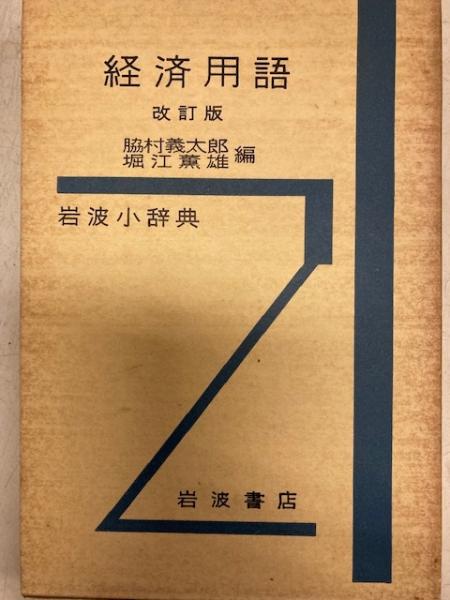 経済用語
改訂版
脇村義太郎
堀江薫雄 編
岩波小辞典
岩波書店